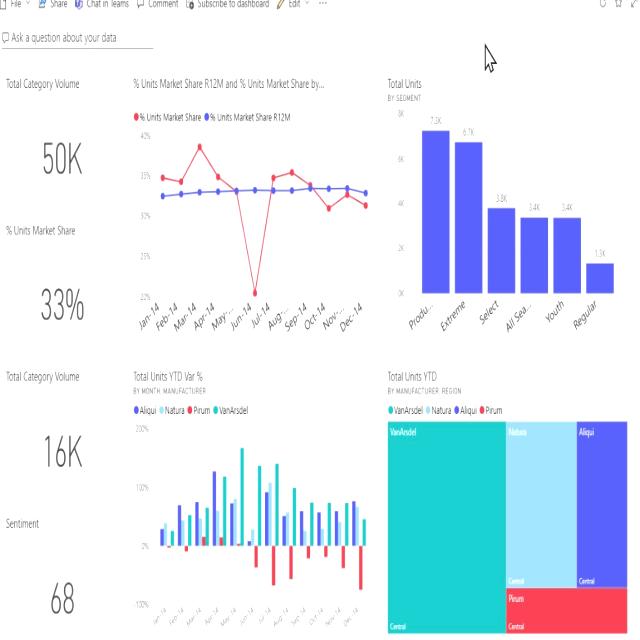 File Share Chat in Teams Comment Subscribe to dashboard Edit ...
Ask a question about your data
Total Category Volume
50K
% Units Market Share
33%
% Units Market Share R12M and % Units Market Share by...
% Units Market Share % Units Market Share R12M
40%
35%
30%
25%
20%
Jan-14 Feb-14 Mar-14 Apr-14 May-... Jun-14 Jul-14 Aug-... Sep-14 Oct-14 Nov-... Dec-14
Total Units
BY SEGMENT
8K
6K
4K
2K
0K
7.3K 6.7K 3.8K 3.4K 3.4K 1.3K
Produ... Extreme Select All Sea... Youth Regular
Total Category Volume
16K
Sentiment
68
Total Units YTD Var %
BY MONTH, MANUFACTURER
Aliqui Natura Pirum VanArsdel
200%
100%
0%
-100%
Jan-14 Feb-14 Mar-14 Apr-14 May-14 Jun-14 Jul-14 Aug-14 Sep-14 Oct-14 Nov-14 Dec-14
Total Units YTD
BY MANUFACTURER, REGION
VanArsdel Natura Aliqui Pirum
VanArsdel
Central
Natura
Central
Aliqui
Central
Pirum
Central